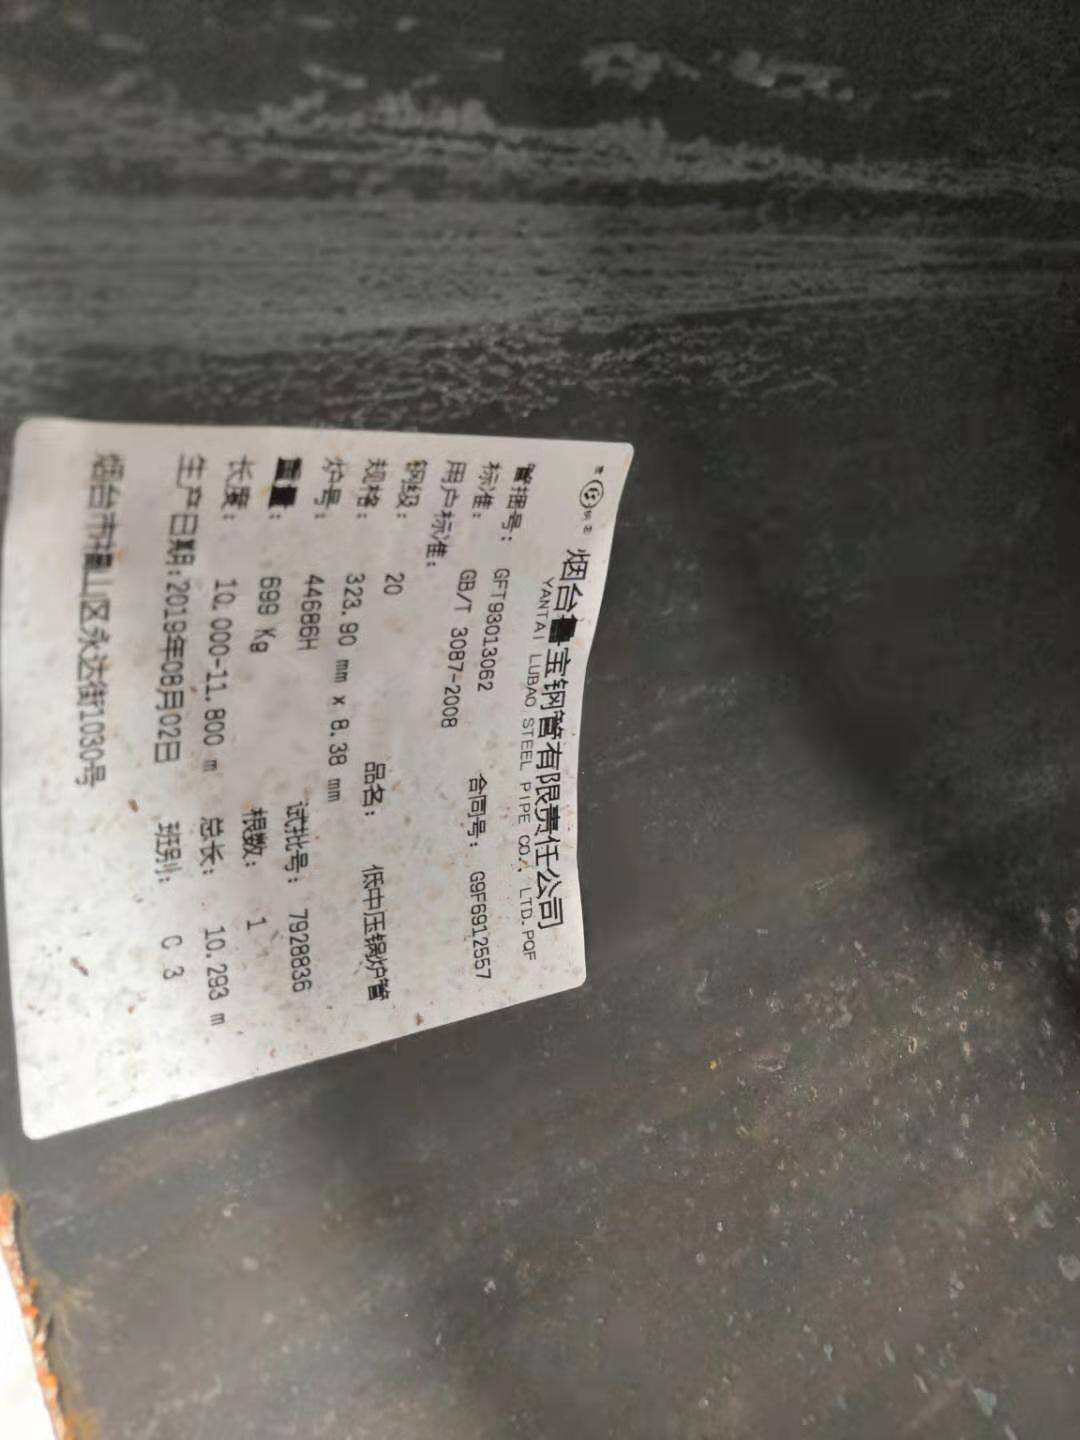 烟台鲁宝钢管有限责任公司
YANTAI LUBAO STEEL PIPE CO., LTD. PQF
管捆号: GFT93013062 合同号: G9F6912557
标准: GB/T 3087-2008
用户标准:
钢级: 20 品名: 低中压锅炉管
规格: 323.90 mm x 8.38 mm
炉号: 44686H 试批号: 7928836
重量: 699 Kg 根数: 1
长度: 10.000-11.800 m 总长: 10.293 m
生产日期:2019年08月02日 班别: C 3
烟台市福山区永达街1030号